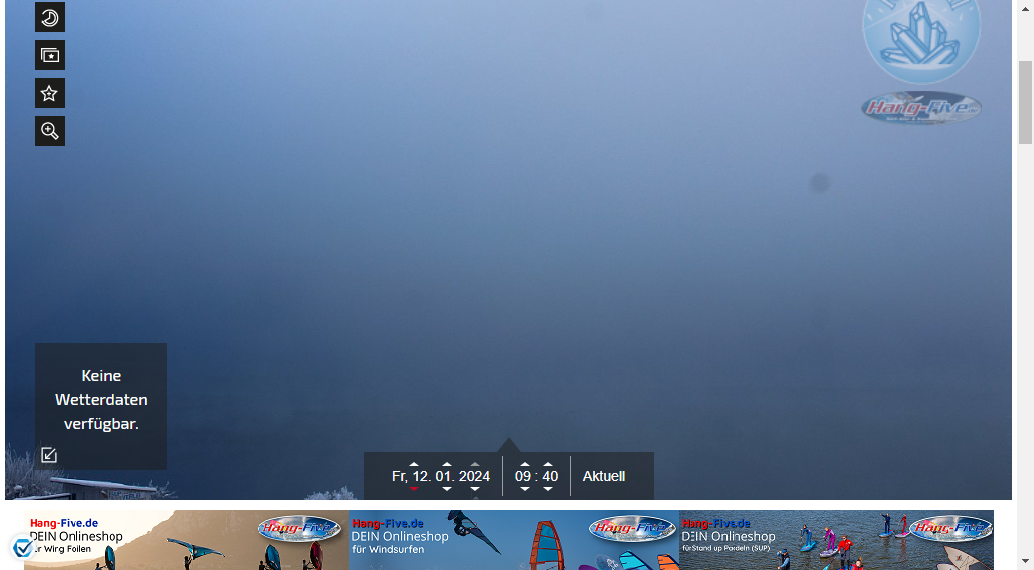 Hang-Five
Keine
Wetterdaten
verfügbar.
Fr, 12. 01. 2024 09 : 40 Aktuell
Hang-Five.de
DEIN Onlineshop
für Wing Foilen
Hang-Five
Hang-Five.de
DEIN Onlineshop
für Windsurfen
Hang-Five
Hang-Five.de
DEIN Onlineshop
für Stand up Paddeln (SUP)
Hang-Five